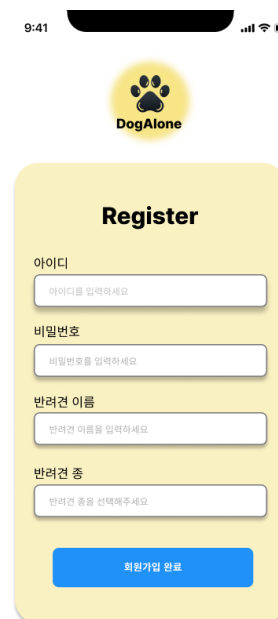 9:41
DogAlone
Register
아이디
아이디를 입력하세요
비밀번호
비밀번호를 입력하세요
반려견 이름
반려견 이름을 입력하세요
반려견 종
반려견 종을 선택해주세요
회원가입 완료